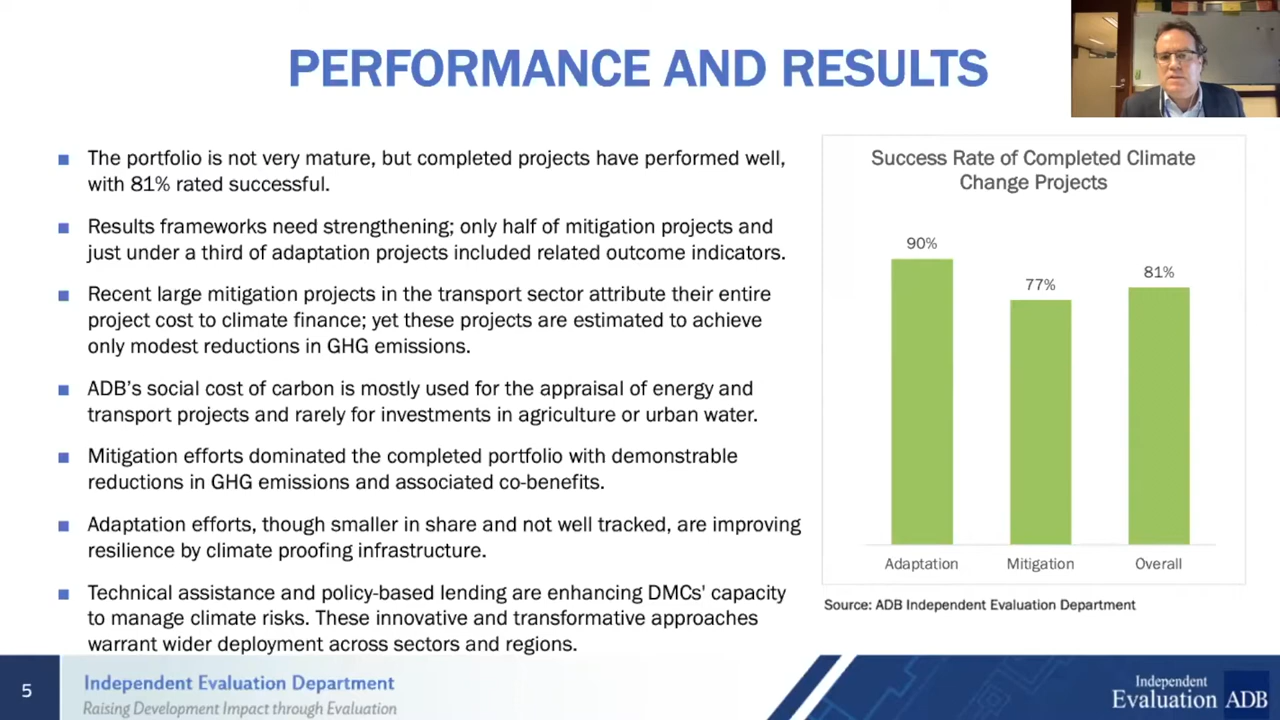 PERFORMANCE AND RESULTS
The portfolio is not very mature, but completed projects have performed well,
with 81% rated successful.
Results frameworks need strengthening; only half of mitigation projects and
just under a third of adaptation projects included related outcome indicators.
Recent large mitigation projects in the transport sector attribute their entire
project cost to climate finance; yet these projects are estimated to achieve
only modest reductions in GHG emissions.
ADB's social cost of carbon is mostly used for the appraisal of energy and
transport projects and rarely for investments in agriculture or urban water.
Mitigation efforts dominated the completed portfolio with demonstrable
reductions in GHG emissions and associated co-benefits.
Adaptation efforts, though smaller in share and not well tracked, are improving
resilience by climate proofing infrastructure.
Technical assistance and policy-based lending are enhancing DMCs' capacity
to manage climate risks. These innovative and transformative approaches
warrant wider deployment across sectors and regions.
Success Rate of Completed Climate
Change Projects
90%
77%
81%
Adaptation
Mitigation
Overall
Source: ADB Independent Evaluation Department
5
Independent Evaluation Department
Raising Development Impact through Evaluation
Independent
Evaluation ADB